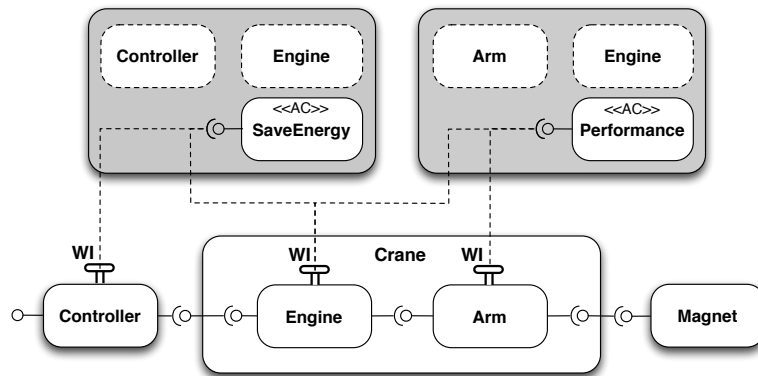 Controller
Engine
<<AC>>
SaveEnergy
Arm
Engine
<<AC>>
Performance
WI
Controller
Crane
WI
Engine
WI
Arm
Magnet